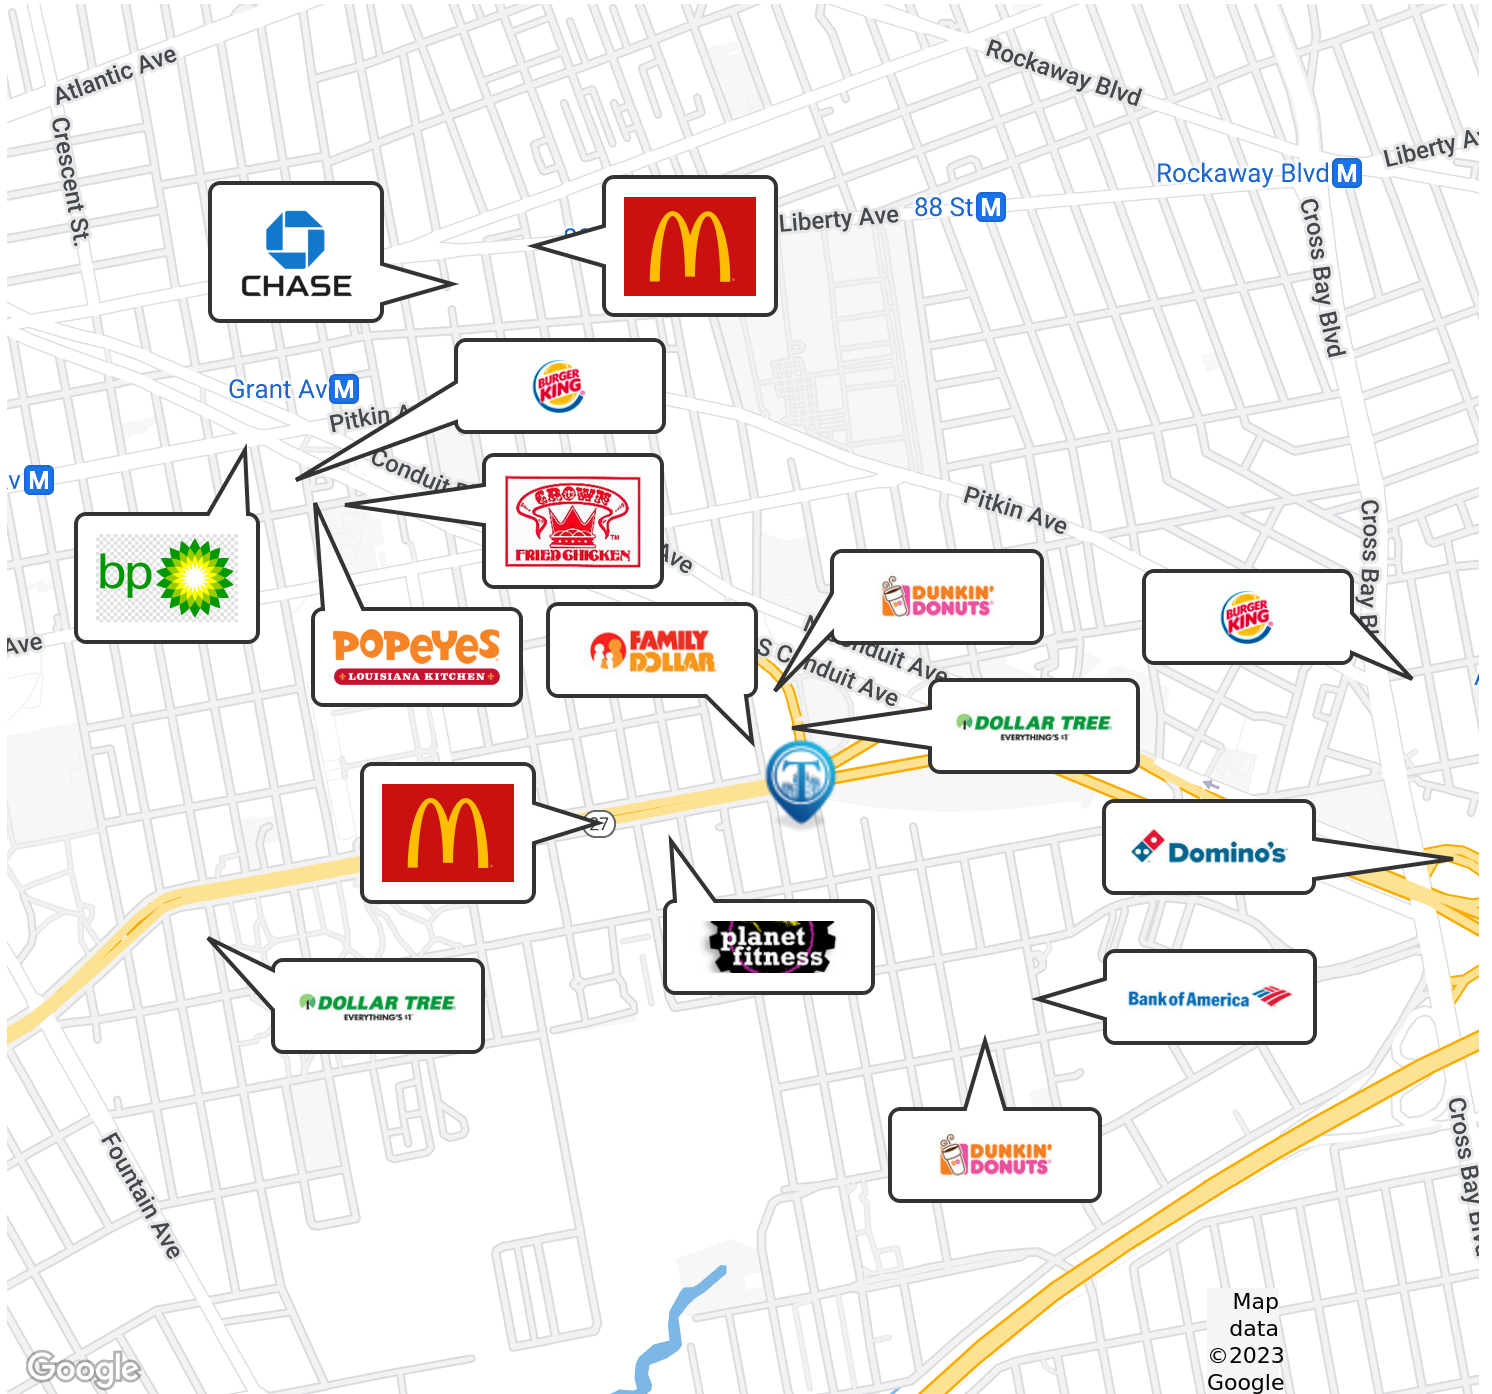 Rockaway Blvd
Atlantic Ave
Crescent St.
Liberty A
Rockaway Blvd M
88 St M
Liberty Ave
Cross Bay Blvd
CHASE
Grant Av M
Pitkin A
BURGER
KING
Conduit
v M
Pitkin Ave
CROWN
TM
FRIED CHICKEN
Ave
Cross Bay Bl
bp
DUNKIN'
DONUTS
BURGER
KING
Ave
POPEYES
LOUISIANA KITCHEN
FAMILY
DOLLAR
N Conduit Ave
S Conduit Ave
DOLLAR TREE
EVERYTHING'S $1
T
27
Domino's
planet
fitness
DOLLAR TREE
EVERYTHING'S $1
Bank of America
Fountain Ave
DUNKIN'
DONUTS
Cross Bay Blvd
Map
data
©2023
Google
Google